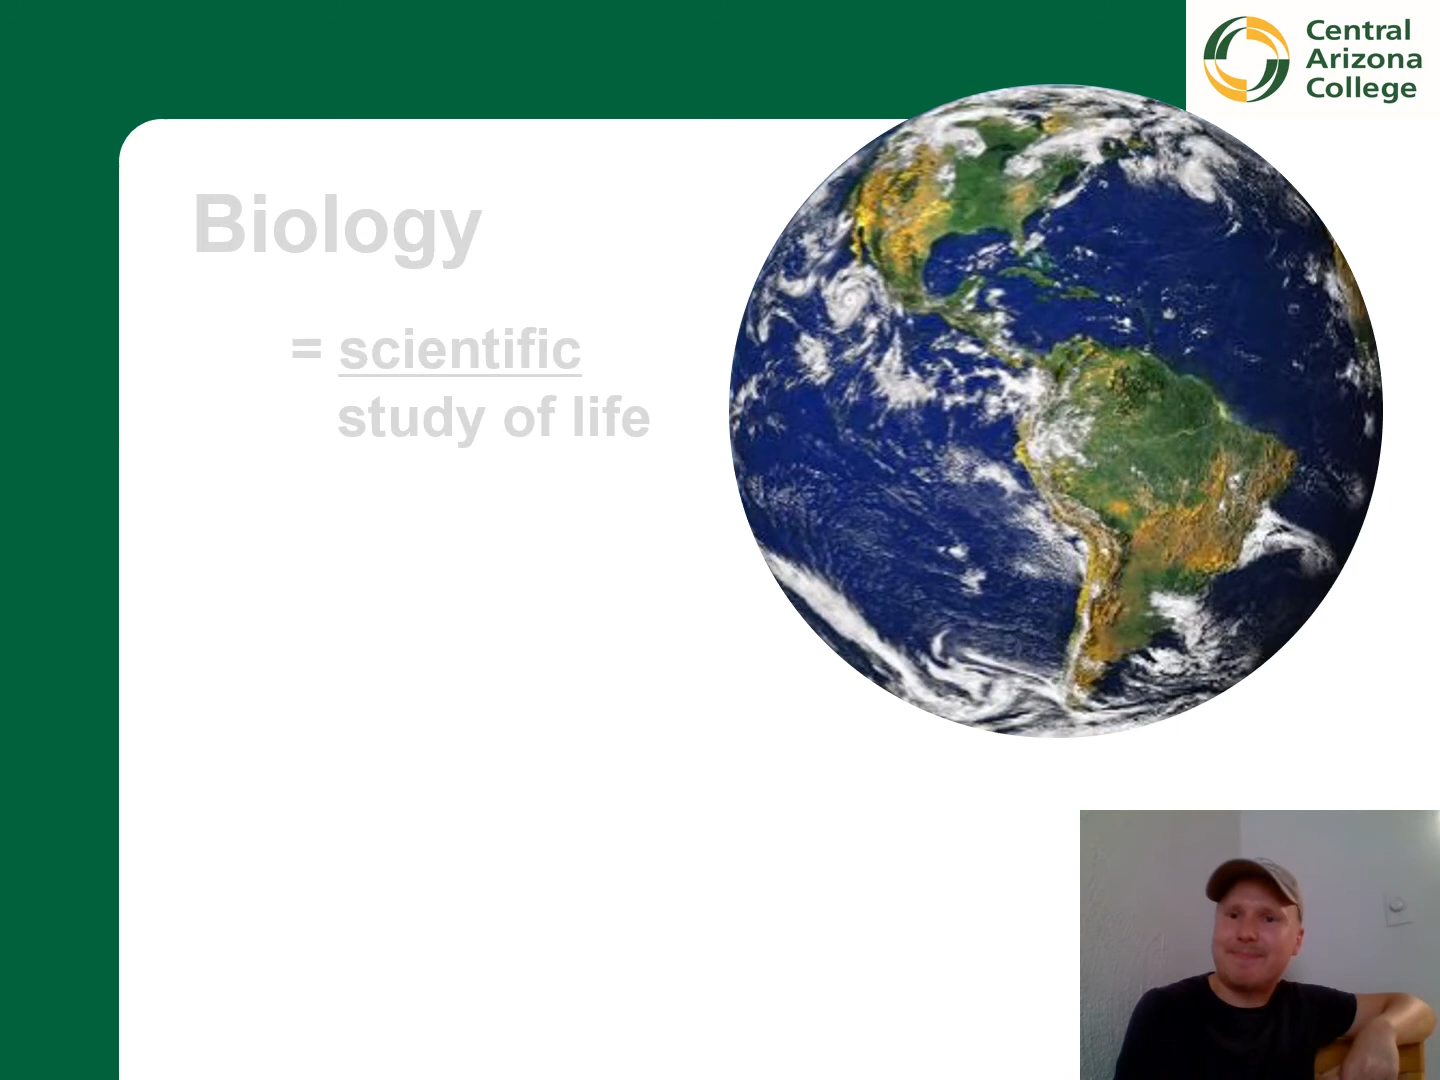 Central
Arizona
College
Biology
= scientific
study of life